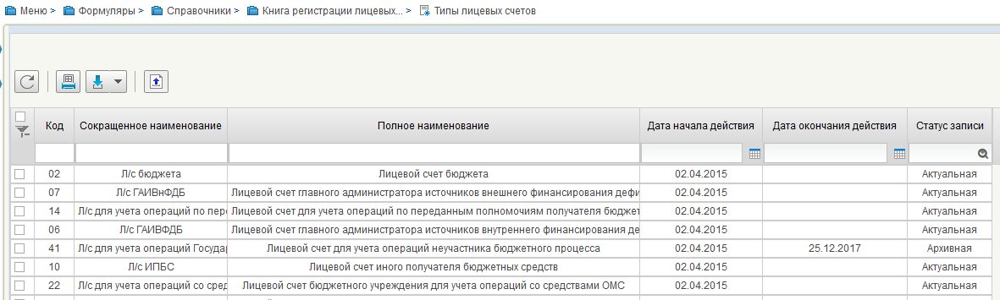 Меню > Формуляры > Справочники > Книга регистрации лицевых... > Типы лицевых счетов
Код Сокращенное наименование Полное наименование Дата начала действия Дата окончания действия Статус записи
02 Л/с бюджета Лицевой счет бюджета 02.04.2015 Актуальная
07 Л/с ГАИВнФДБ Лицевой счет главного администратора источников внешнего финансирования дефи 02.04.2015 Актуальная
14 Л/с для учета операций по пере Лицевой счет для учета операций по переданным полномочиям получателя бюджет 02.04.2015 Актуальная
06 Л/с ГАИВФДБ Лицевой счет главного администратора источников внутреннего финансирования де 02.04.2015 Актуальная
41 Л/с для учета операций Государ Лицевой счет для учета операций неучастника бюджетного процесса 02.04.2015 25.12.2017 Архивная
10 Л/с ИПБС Лицевой счет иного получателя бюджетных средств 02.04.2015 Актуальная
22 Л/с для учета операций со сред Лицевой счет бюджетного учреждения для учета операций со средствами ОМС 02.04.2015 Актуальная